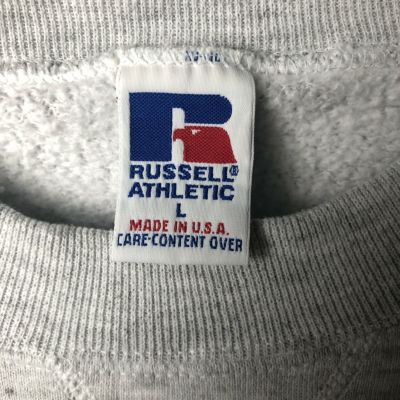 RUSSELL®
ATHLETIC
L
MADE IN U.S.A.
CARE-CONTENT OVER